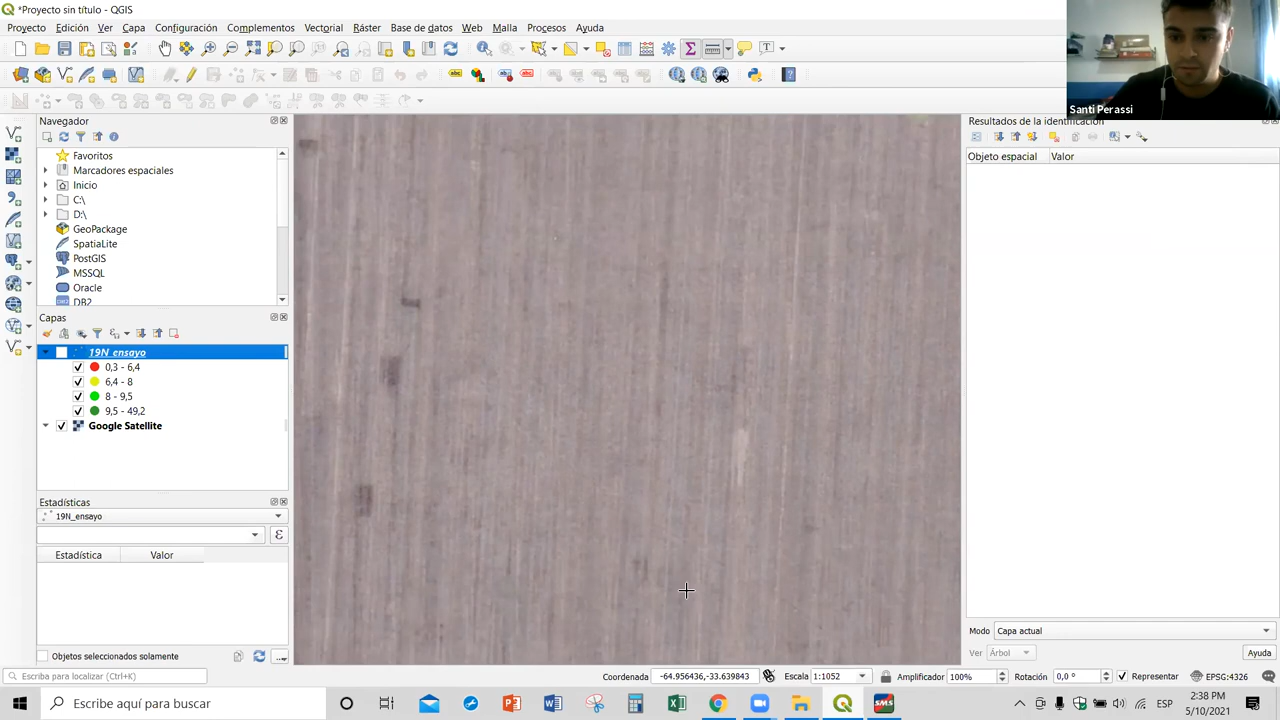 *Proyecto sin título - QGIS
Proyecto Edición Ver Capa Configuración Complementos Vectorial Ráster Base de datos Web Malla Procesos Ayuda
Santi Perassi
Navegador
Favoritos
Marcadores espaciales
Inicio
C:\
D:\
GeoPackage
SpatiaLite
PostGIS
MSSQL
Oracle
DB2
Capas
19N_ensayo
0,3 - 6,4
6,4 - 8
8 - 9,5
9,5 - 49,2
Google Satellite
Estadísticas
19N_ensayo
Estadística Valor
Objetos seleccionados solamente
Resultados de la identificación
Objeto espacial Valor
Modo Capa actual
Ver Árbol Ayuda
Escriba para localizar (Ctrl+K) Coordenada -64.956436,-33.639843 Escala 1:1052 Amplificador 100% Rotación 0,0 ° Representar EPSG:4326
Escribe aquí para buscar
SMS
ESP
2:38 PM
5/10/2021